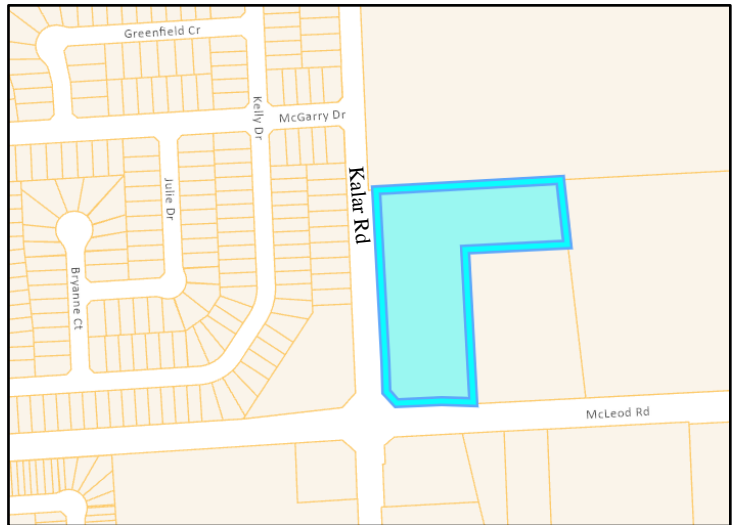 Greenfield Cr
Kelly Dr
McGarry Dr
Julie Dr
Kalar Rd
Bryanne Ct
McLeod Rd